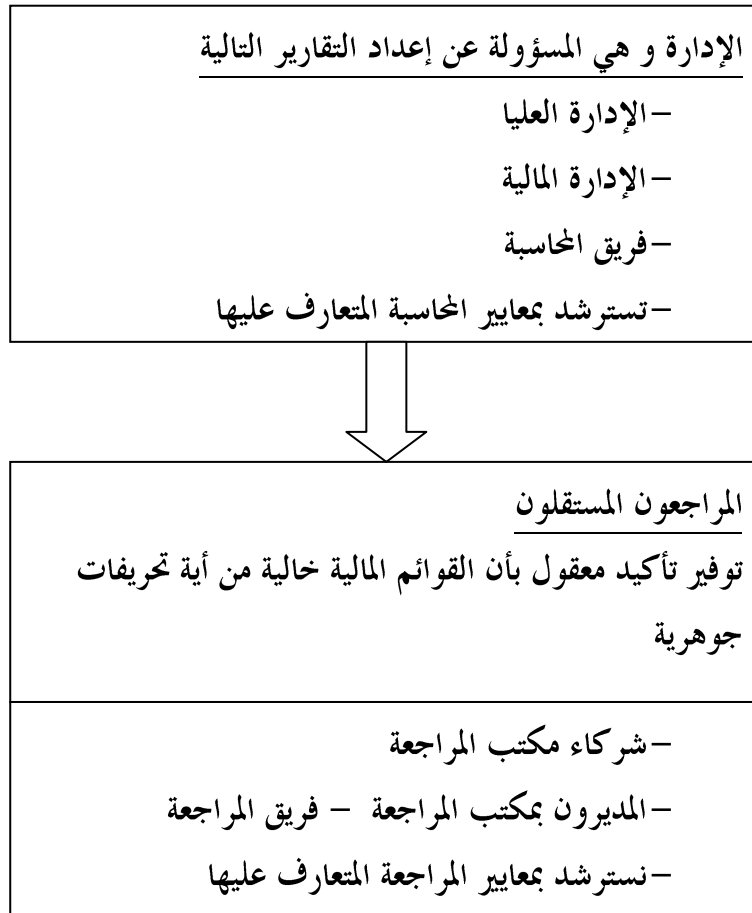 الإدارة و هي المسؤولة عن إعداد التقارير التالية
–الإدارة العليا
–الإدارة المالية
–فريق المحاسبة
–تسترشد بمعايير المحاسبة المتعارف عليها
المراجعون المستقلون
توفير تأكيد معقول بأن القوائم المالية خالية من أية تحريفات
جوهرية
–شركاء مكتب المراجعة
–المديرون بمكتب المراجعة – فريق المراجعة
–نسترشد بمعايير المراجعة المتعارف عليها